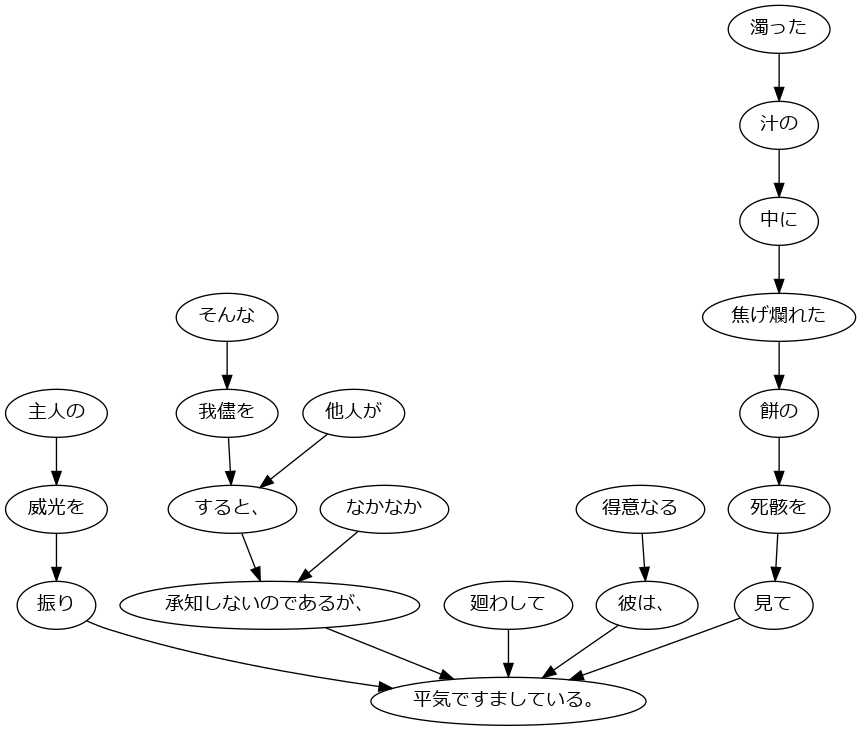 濁った
汁の
中に
そんな
焦げ爛れた
主人の
我儘を
他人が
餅の
威光を
すると、
なかなか
得意なる
死骸を
振り
承知しないのであるが、
廻わして
彼は、
見て
平気ですましている。